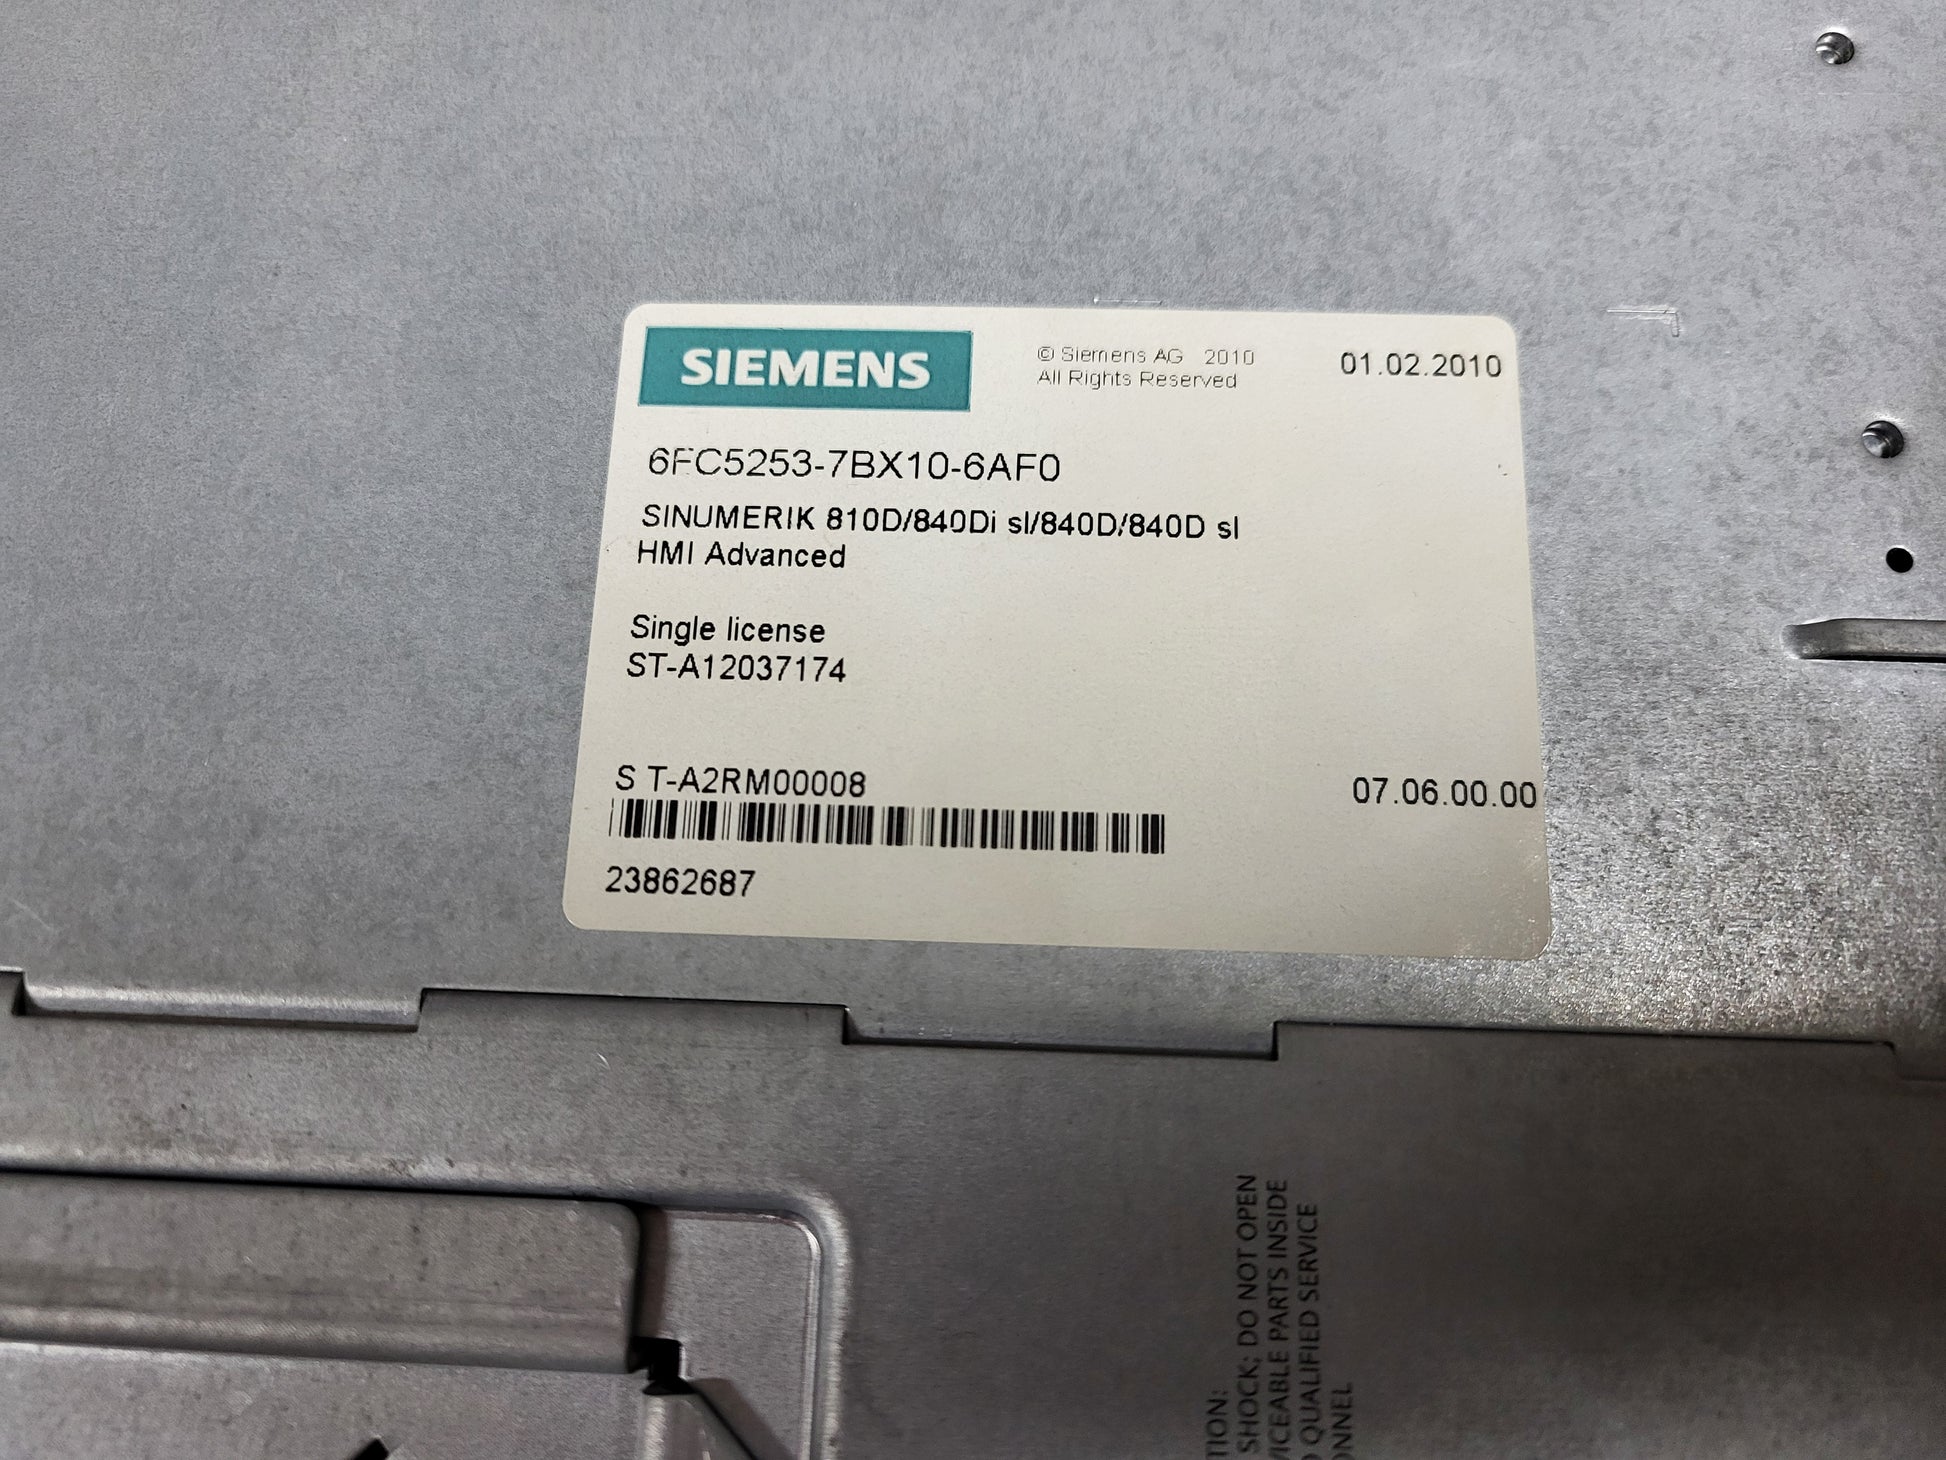 SIEMENS
© Siemens AG 2010
All Rights Reserved
01.02.2010
6FC5253-7BX10-6AF0
SINUMERIK 810D/840Di sl/840D/840D sl
HMI Advanced
Single license
ST-A12037174
S T-A2RM00008
07.06.00.00
23862687
TION:
SHOCK; DO NOT OPEN
VICEABLE PARTS INSIDE
QUALIFIED SERVICE
ONNEL